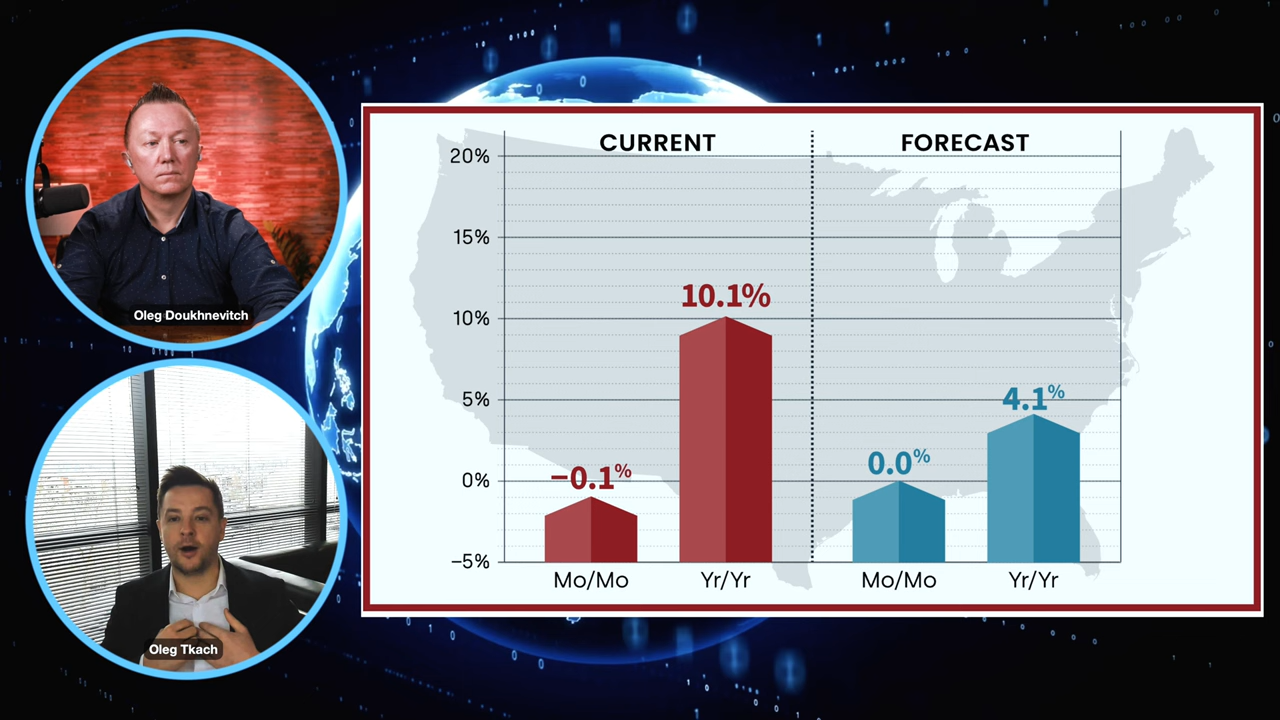 Oleg Doukhnevitch
Oleg Tkach
CURRENT
FORECAST
20%
15%
10%
5%
0%
−5%
−0.1%
10.1%
0.0%
4.1%
Mo/Mo
Yr/Yr
Mo/Mo
Yr/Yr